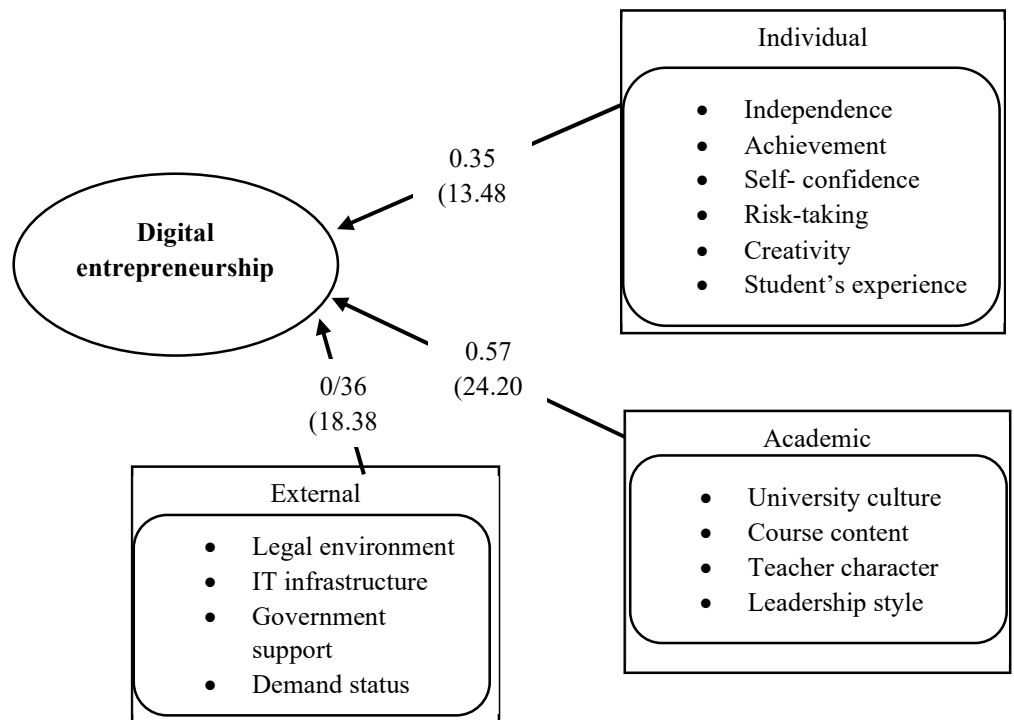 Individual
• Independence
• Achievement
• Self- confidence
• Risk-taking
• Creativity
• Student’s experience
0.35
(13.48
Digital
entrepreneurship
0.57
(24.20
0/36
(18.38
Academic
• University culture
• Course content
• Teacher character
• Leadership style
External
• Legal environment
• IT infrastructure
• Government
support
• Demand status